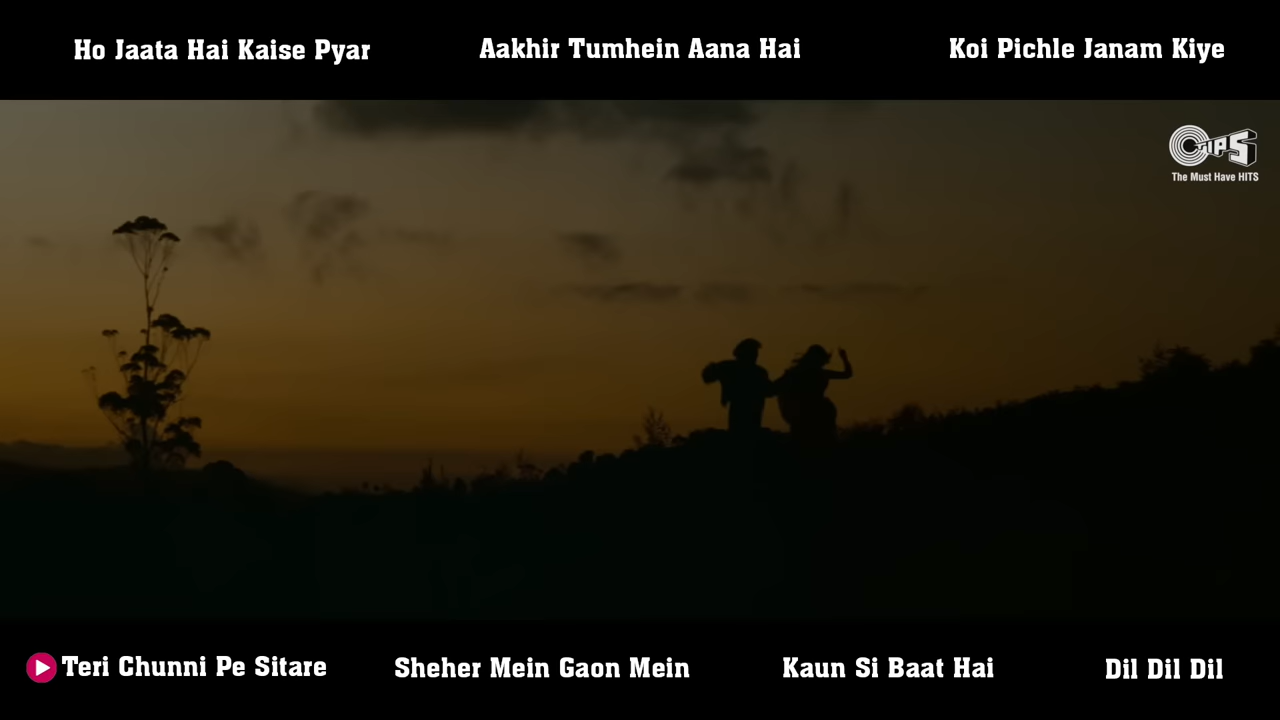 Ho Jaata Hai Kaise Pyar
Aakhir Tumhein Aana Hai
Koi Pichle Janam Kiye
TIPS
The Must Have HITS
Teri Chunni Pe Sitare
Sheher Mein Gaon Mein
Kaun Si Baat Hai
Dil Dil Dil